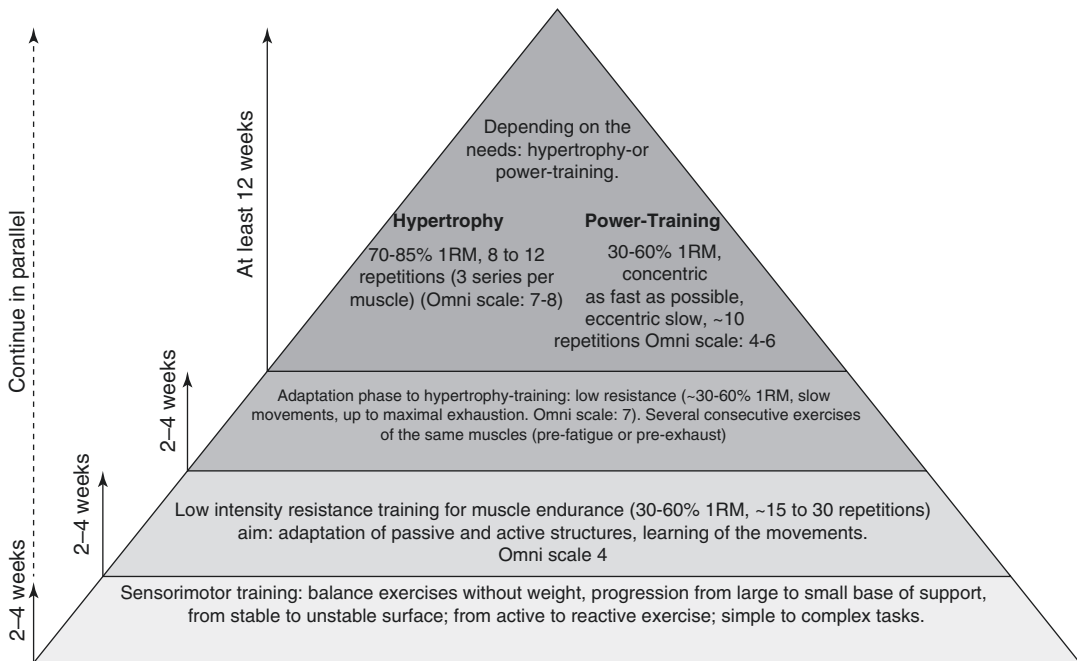 Depending on the
needs: hypertrophy-or
power-training.
Hypertrophy
70-85% 1RM, 8 to 12
repetitions (3 series per
muscle) (Omni scale: 7-8)
Power-Training
30-60% 1RM,
concentric
as fast as possible,
eccentric slow, ~10
repetitions Omni scale: 4-6
Adaptation phase to hypertrophy-training: low resistance (~30-60% 1RM, slow
movements, up to maximal exhaustion. Omni scale: 7). Several consecutive exercises
of the same muscles (pre-fatigue or pre-exhaust)
Low intensity resistance training for muscle endurance (30-60% 1RM, ~15 to 30 repetitions)
aim: adaptation of passive and active structures, learning of the movements.
Omni scale 4
Sensorimotor training: balance exercises without weight, progression from large to small base of support,
from stable to unstable surface; from active to reactive exercise; simple to complex tasks.
Continue in parallel
At least 12 weeks
2–4 weeks
2–4 weeks
2–4 weeks